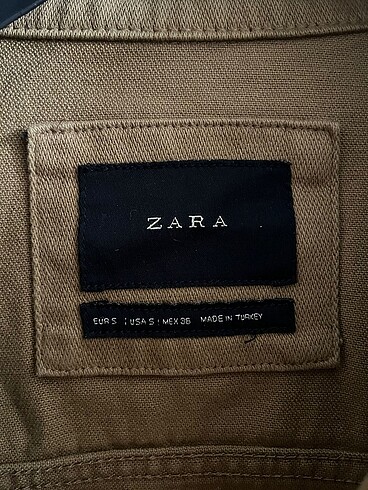 ZARA
EUR S | USA S | MEX 36 MADE IN TURKEY